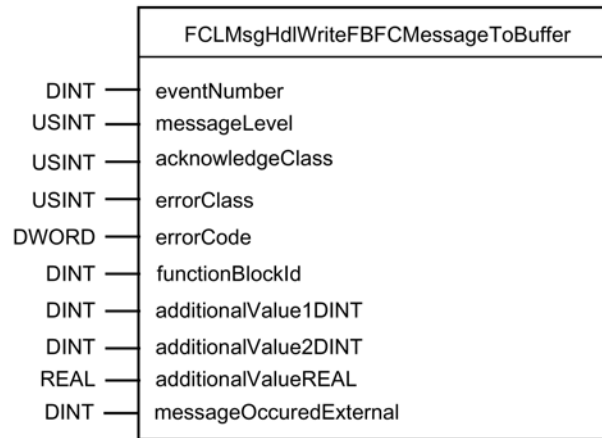 FCLMsgHdlWriteFBFCMessageToBuffer
DINT eventNumber
USINT messageLevel
USINT acknowledgeClass
USINT errorClass
DWORD errorCode
DINT functionBlockId
DINT additionalValue1DINT
DINT additionalValue2DINT
REAL additionalValueREAL
DINT messageOccuredExternal